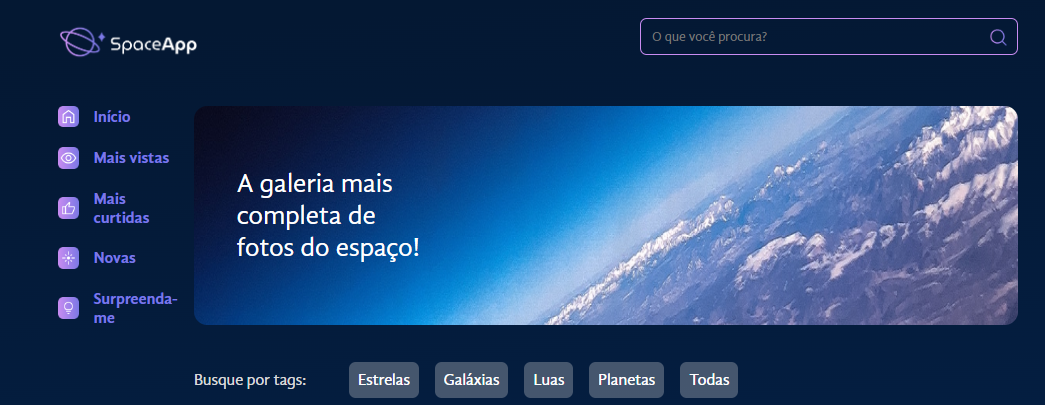 SpaceApp
O que você procura?
Início
Mais vistas
Mais
curtidas
Novas
Surpreenda-
me
A galeria mais
completa de
fotos do espaço!
Busque por tags:
Estrelas
Galáxias
Luas
Planetas
Todas